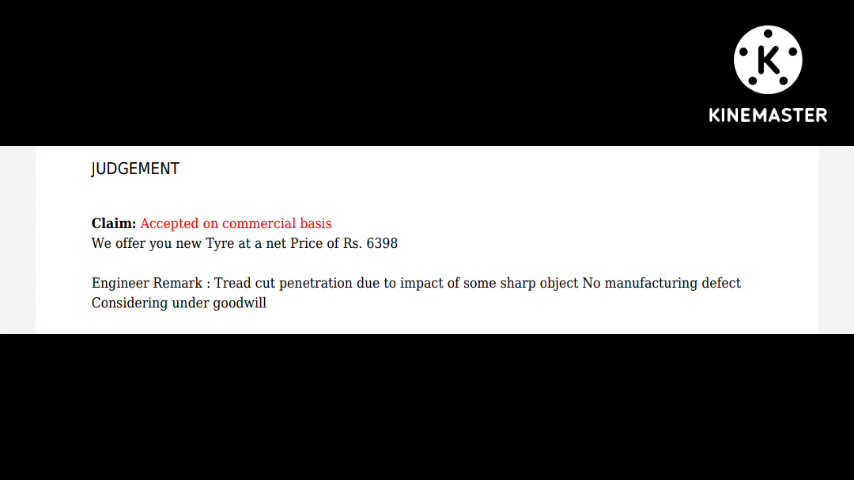 K
KINEMASTER
JUDGEMENT
Claim: Accepted on commercial basis
We offer you new Tyre at a net Price of Rs. 6398
Engineer Remark : Tread cut penetration due to impact of some sharp object No manufacturing defect
Considering under goodwill